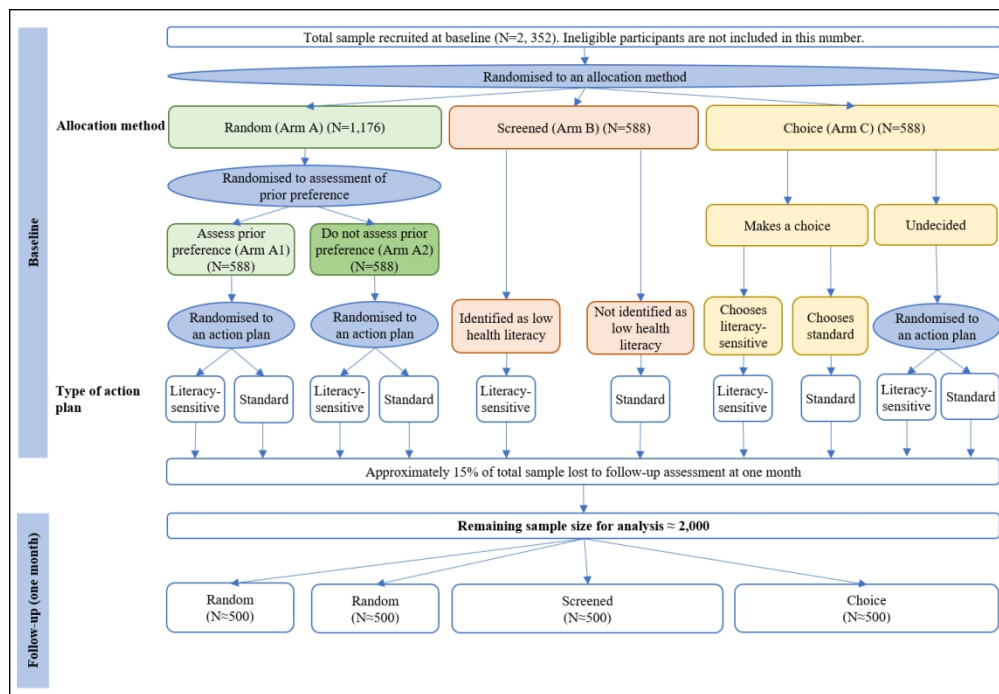 Total sample recruited at baseline (N=2, 352). Ineligible participants are not included in this number.
Randomised to an allocation method
Allocation method
Random (Arm A) (N=1,176)
Screened (Arm B) (N=588)
Choice (Arm C) (N=588)
Randomised to assessment of
prior preference
Baseline
Assess prior
preference (Arm A1)
(N=588)
Do not assess prior
preference (Arm A2)
(N=588)
Makes a choice
Undecided
Randomised to
an action plan
Randomised to
an action plan
Identified as low
health literacy
Not identified as
low health
literacy
Chooses
literacy-
sensitive
Chooses
standard
Randomised to
an action plan
Type of action
plan
Literacy-
sensitive
Standard
Literacy-
sensitive
Standard
Literacy-
sensitive
Standard
Literacy-
sensitive
Standard
Literacy-
sensitive
Standard
Approximately 15% of total sample lost to follow-up assessment at one month
Follow-up (one month)
Remaining sample size for analysis ≈ 2,000
Random
(N≈500)
Random
(N≈500)
Screened
(N≈500)
Choice
(N≈500)